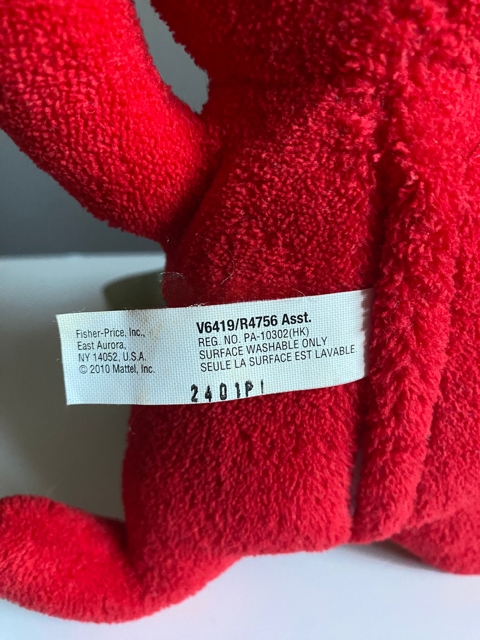 Fisher-Price, Inc.,
East Aurora,
NY 14052, U.S.A.
© 2010 Mattel, Inc.
V6419/R4756 Asst.
REG. NO. PA-10302(HK)
SURFACE WASHABLE ONLY
SEULE LA SURFACE EST LAVABLE
2401P